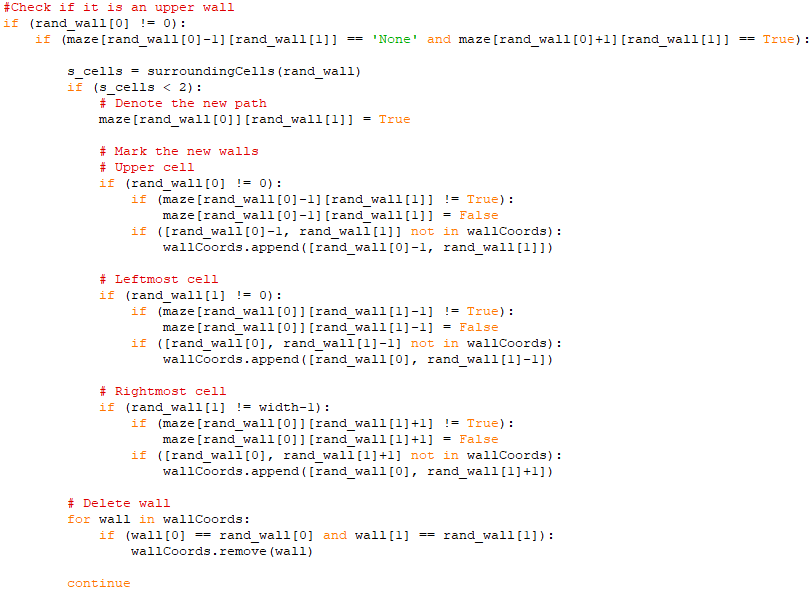 #Check if it is an upper wall
if (rand_wall[0] != 0):
    if (maze[rand_wall[0]-1][rand_wall[1]] == 'None' and maze[rand_wall[0]+1][rand_wall[1]] == True):

        s_cells = surroundingCells(rand_wall)
        if (s_cells < 2):
            # Denote the new path
            maze[rand_wall[0]][rand_wall[1]] = True

            # Mark the new walls
            # Upper cell
            if (rand_wall[0] != 0):
                if (maze[rand_wall[0]-1][rand_wall[1]] != True):
                    maze[rand_wall[0]-1][rand_wall[1]] = False
                if ([rand_wall[0]-1, rand_wall[1]] not in wallCoords):
                    wallCoords.append([rand_wall[0]-1, rand_wall[1]])

            # Leftmost cell
            if (rand_wall[1] != 0):
                if (maze[rand_wall[0]][rand_wall[1]-1] != True):
                    maze[rand_wall[0]][rand_wall[1]-1] = False
                if ([rand_wall[0], rand_wall[1]-1] not in wallCoords):
                    wallCoords.append([rand_wall[0], rand_wall[1]-1])

            # Rightmost cell
            if (rand_wall[1] != width-1):
                if (maze[rand_wall[0]][rand_wall[1]+1] != True):
                    maze[rand_wall[0]][rand_wall[1]+1] = False
                if ([rand_wall[0], rand_wall[1]+1] not in wallCoords):
                    wallCoords.append([rand_wall[0], rand_wall[1]+1])

        # Delete wall
        for wall in wallCoords:
            if (wall[0] == rand_wall[0] and wall[1] == rand_wall[1]):
                wallCoords.remove(wall)

        continue